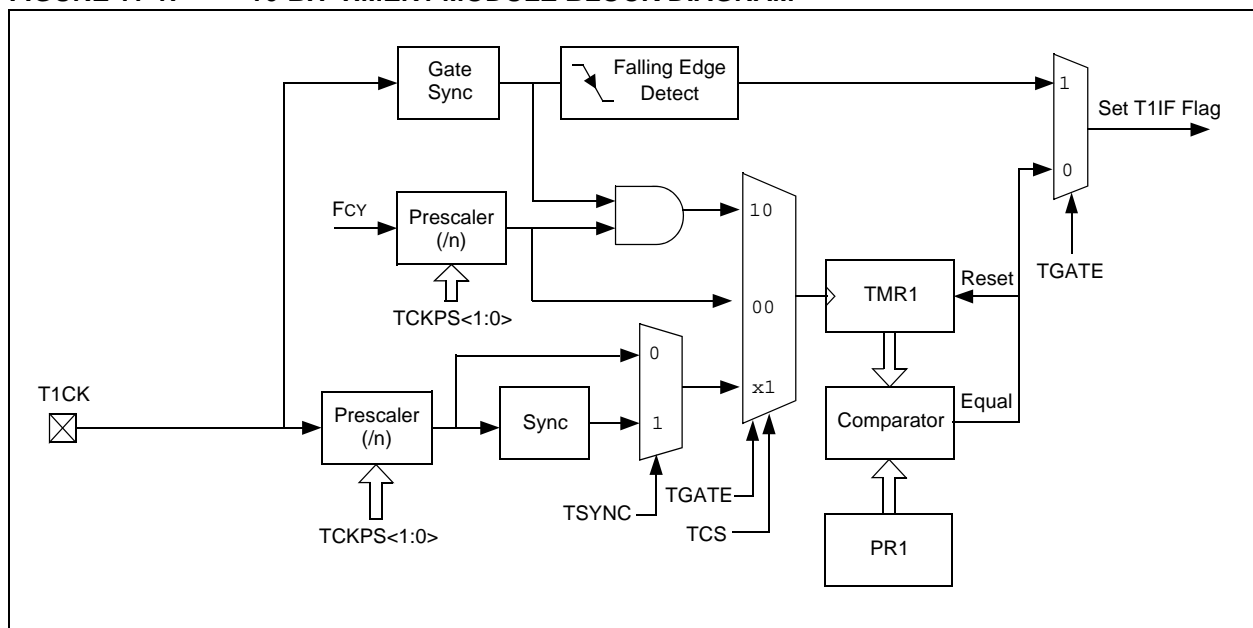 Gate
Sync
Falling Edge
Detect
1
Set T1IF Flag
0
TGATE
FCY
Prescaler
(/n)
TCKPS<1:0>
10
00
x1
TMR1
Reset
T1CK
Prescaler
(/n)
TCKPS<1:0>
Sync
0
1
TSYNC
TGATE
TCS
Comparator
Equal
PR1